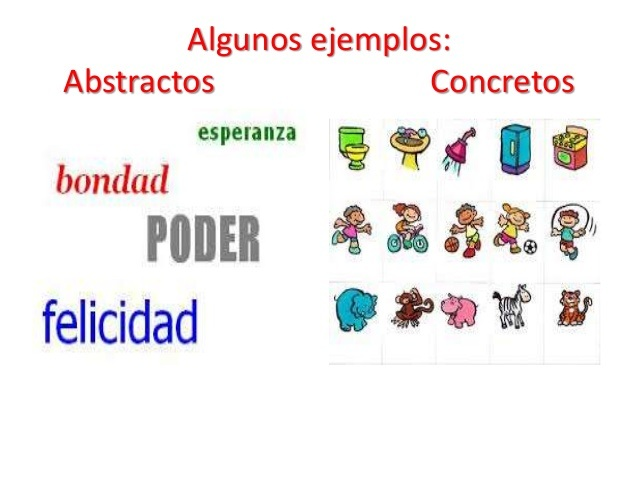 Algunos ejemplos:
Abstractos Concretos
esperanza
bondad
PODER
felicidad